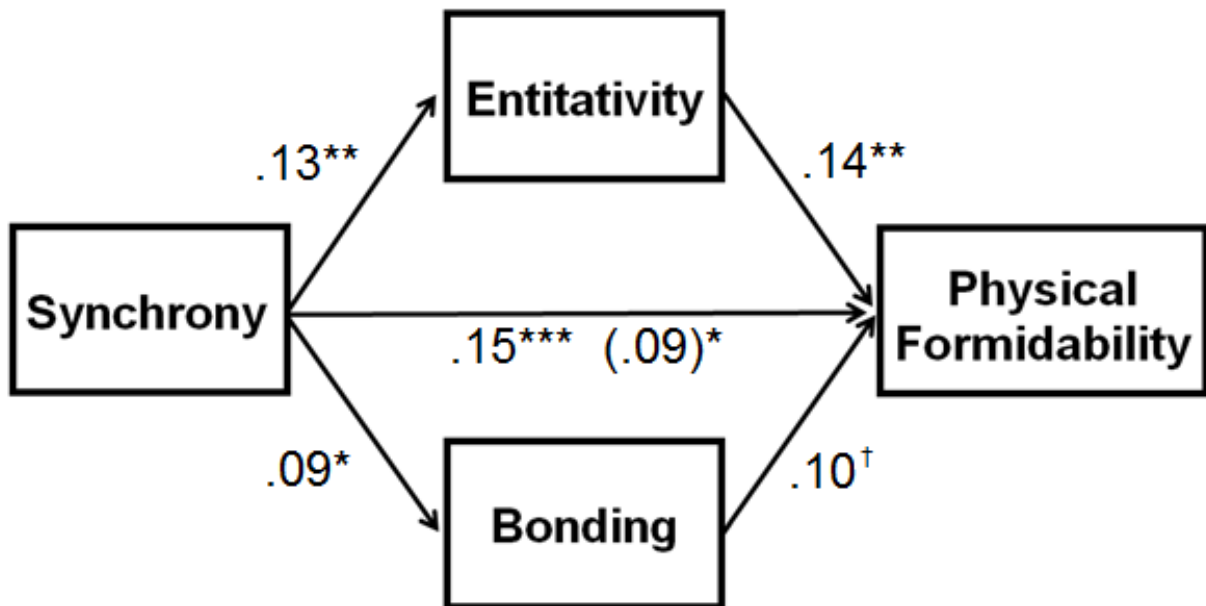 Entitativity
.13**
.14**
Synchrony
Physical
Formidability
.15*** (.09)*
.09*
.10†
Bonding